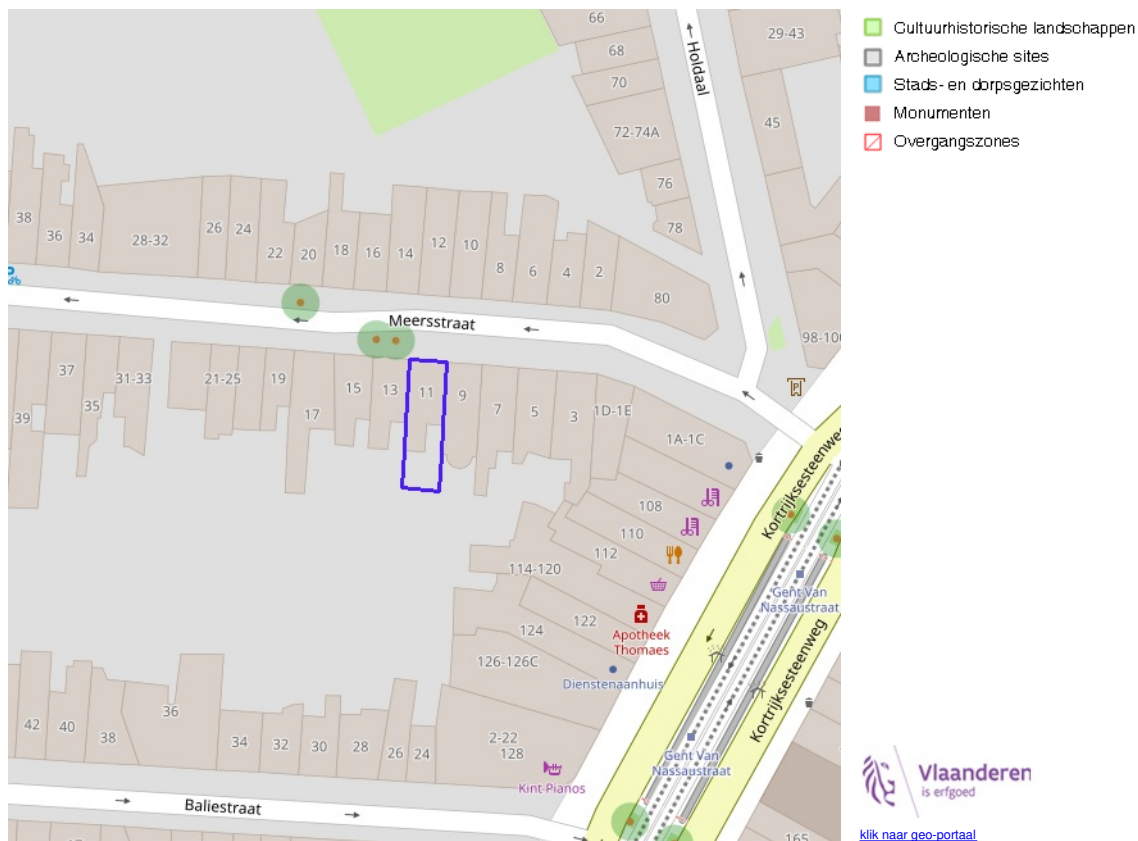 66
68
70
72-74A
76
78
80
Holdaal
29-43
45
38
36
34
28-32
26
24
22
20
18
16
14
12
10
8
6
4
2
Meersstraat
37
39
35
31-33
21-25
19
17
15
13
11
9
7
5
3
1D-1E
1A-1C
P
108
110
112
114-120
122
124
126-126C
2-22
128
Apotheek
Thomaes
Dienstenaanhuis
Kint Pianos
Kortrijksesteenweg
Gent Van
Nassaustraat
Kortrijksesteenweg
Gent Van
Nassaustraat
42
40
38
36
34
32
30
28
26
24
Baliestraat
165
Cultuurhistorische landschappen
Archeologische sites
Stads- en dorpsgezichten
Monumenten
Overgangszones
Vlaanderen
is erfgoed
klik naar geo-portaal